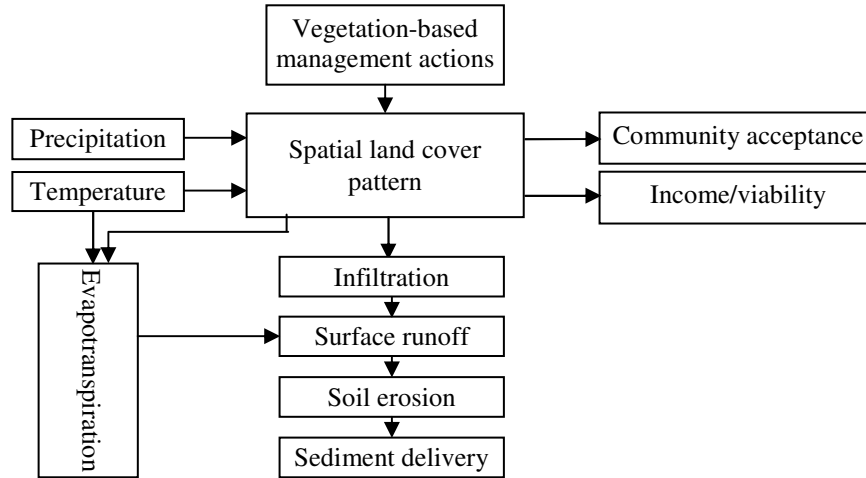 Vegetation-based
management actions
Precipitation
Spatial land cover
pattern
Community acceptance
Temperature
Income/viability
Evapotranspiration
Infiltration
Surface runoff
Soil erosion
Sediment delivery